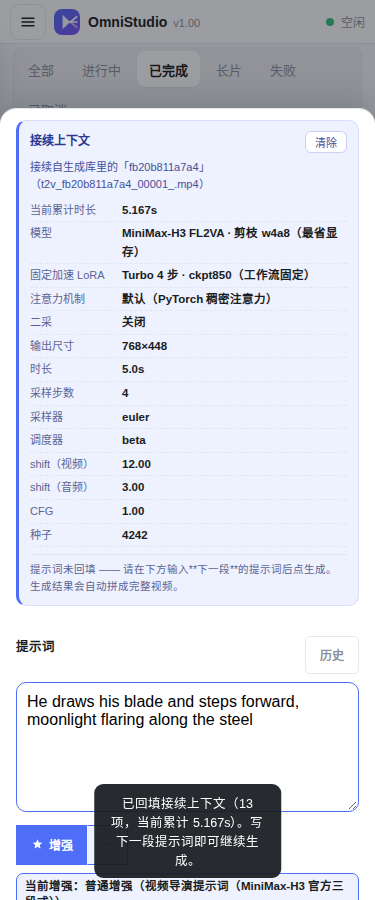 OmniStudio v1.00
空闲
全部 进行中 已完成 长片 失败
接续上下文
清除
接续自生成库里的「fb20b811a7a4」
（t2v_fb20b811a7a4_00001_.mp4）
当前累计时长 5.167s
模型 MiniMax-H3 FL2VA · 剪枝 w4a8（最省显
存）
固定加速 LoRA Turbo 4 步 · ckpt850（工作流固定）
注意力机制 默认（PyTorch 稠密注意力）
二采 关闭
输出尺寸 768×448
时长 5.0s
采样步数 4
采样器 euler
调度器 beta
shift（视频） 12.00
shift（音频） 3.00
CFG 1.00
种子 4242
提示词未回填 —— 请在下方输入**下一段**的提示词后点生成。
生成结果会自动拼成完整视频。
提示词
历史
He draws his blade and steps forward,
moonlight flaring along the steel
已回填接续上下文（13
项，当前累计 5.167s）。写
下一段提示词即可继续生
成。
★ 增强
当前增强：普通增强（视频导演提示词（MiniMax-H3 官方三
段式））